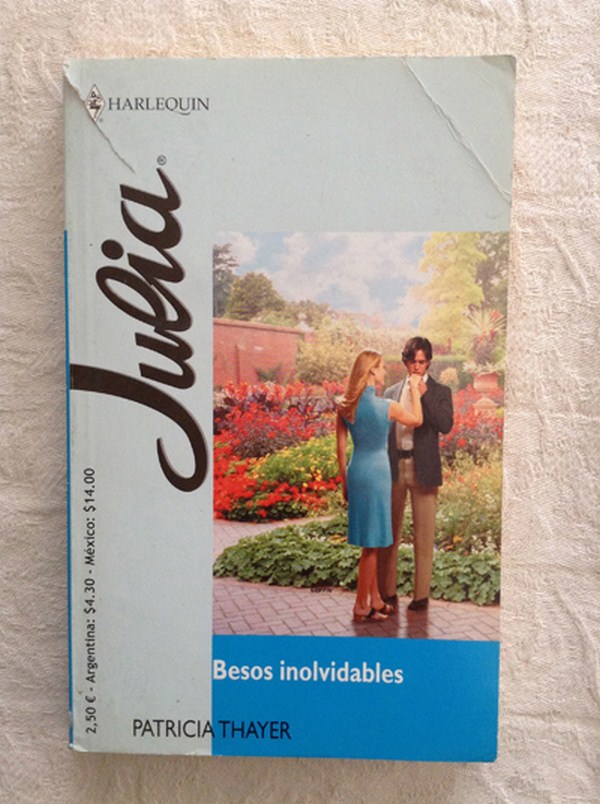 HARLEQUIN
Julia®
2,50 € - Argentina: $4.30 - México: $14.00
Besos inolvidables
PATRICIA THAYER